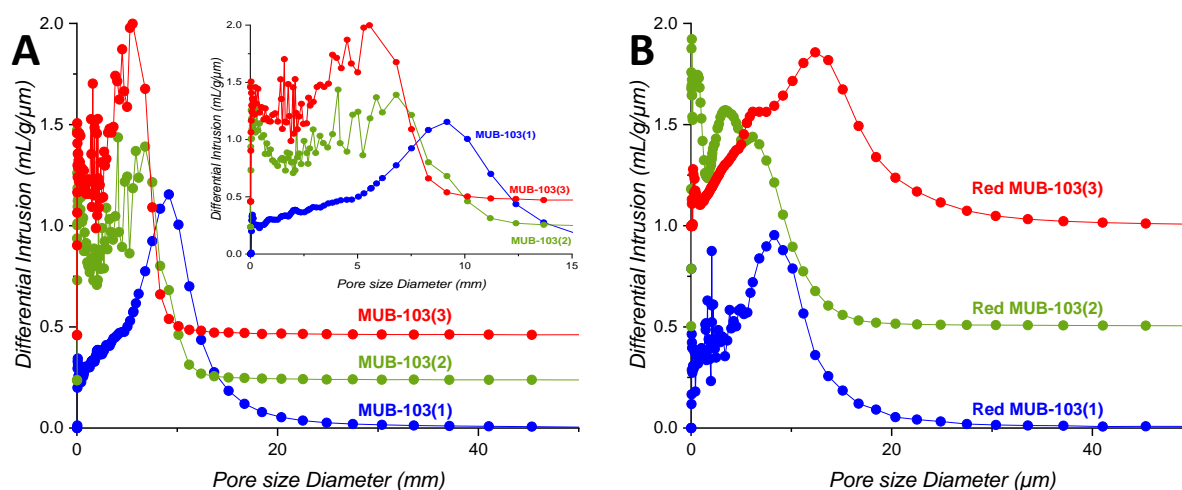 A
Differential Intrusion (mL/g/µm)
2.0
1.5
1.0
0.5
0.0
0
20
40
Pore size Diameter (mm)
MUB-103(3)
MUB-103(2)
MUB-103(1)
Differential Intrusion (mL/g/µm)
2.0
1.5
1.0
0.5
0.0
0
5
10
15
Pore size Diameter (mm)
MUB-103(1)
MUB-103(3)
MUB-103(2)
B
Differential Intrusion (mL/g/µm)
2.0
1.5
1.0
0.5
0.0
0
20
40
Pore size Diameter (µm)
Red MUB-103(3)
Red MUB-103(2)
Red MUB-103(1)